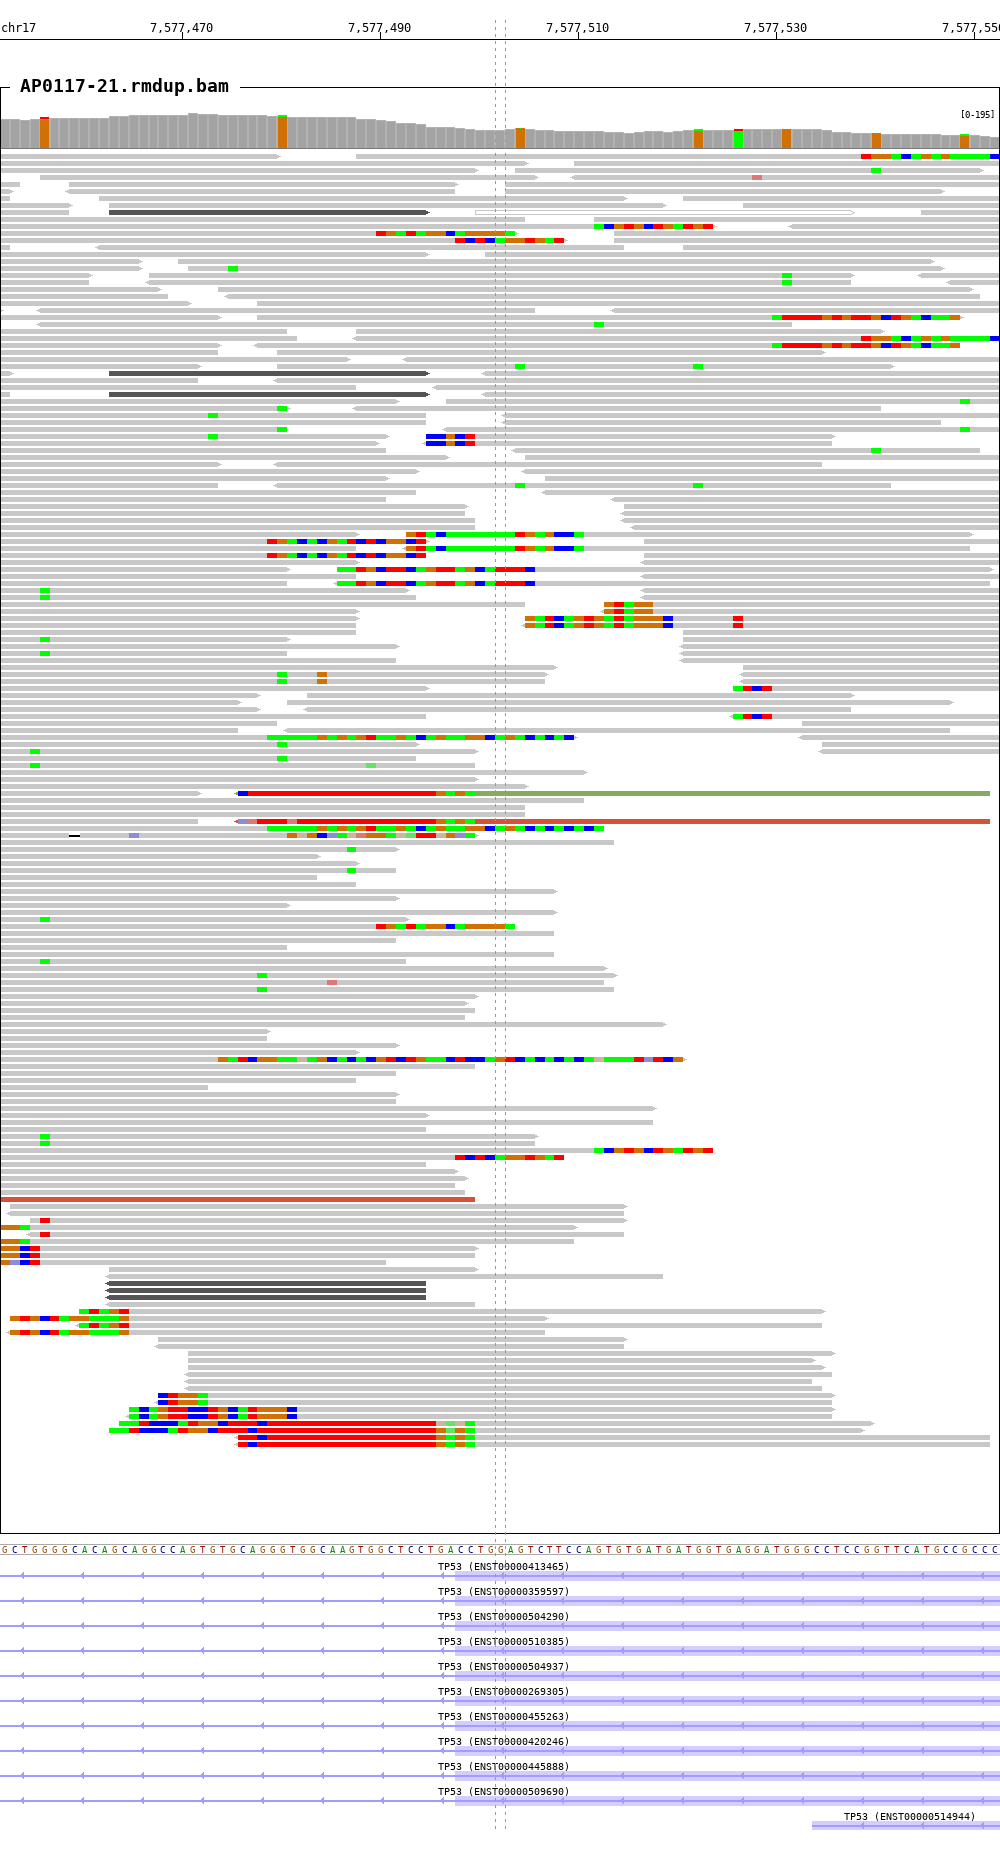 chr17 7,577,470 7,577,490 7,577,510 7,577,530 7,577,550
AP0117-21.rmdup.bam
[0-195]
GCTGGGGCACAGCAGGCCAGTGTGCAGGGTGGCAAGTGGCTCCTGACCTGGAGTCTTCCAGTGTGATGATGGTGAGGATGGGCCTCCGGTTCATGCCGCCC
TP53 (ENST00000413465)
TP53 (ENST00000359597)
TP53 (ENST00000504290)
TP53 (ENST00000510385)
TP53 (ENST00000504937)
TP53 (ENST00000269305)
TP53 (ENST00000455263)
TP53 (ENST00000420246)
TP53 (ENST00000445888)
TP53 (ENST00000509690)
TP53 (ENST00000514944)